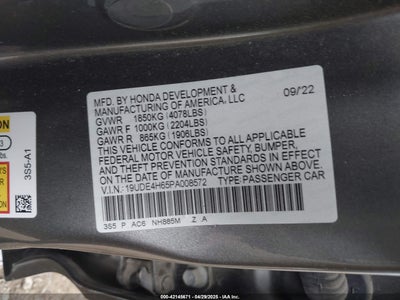 MFD. BY HONDA DEVELOPMENT & 09/'22
MANUFACTURING OF AMERICA, LLC
GVWR 1850KG (4078LBS)
GAWR F 1000KG (2204LBS)
GAWR R 865KG (1906LBS)
THIS VEHICLE CONFORMS TO ALL APPLICABLE
FEDERAL MOTOR VEHICLE SAFETY, BUMPER,
AND THEFT PREVENTION STANDARDS IN EFFECT
ON THE DATE OF MANUFACTURE SHOWN ABOVE.
V.I.N.: 19UDE4H65PA008572 TYPE PASSENGER CAR
3S5 P AC6 NH885M Z A
3S5-A1
000-42145671 - 04/29/2025 - IAAI.com